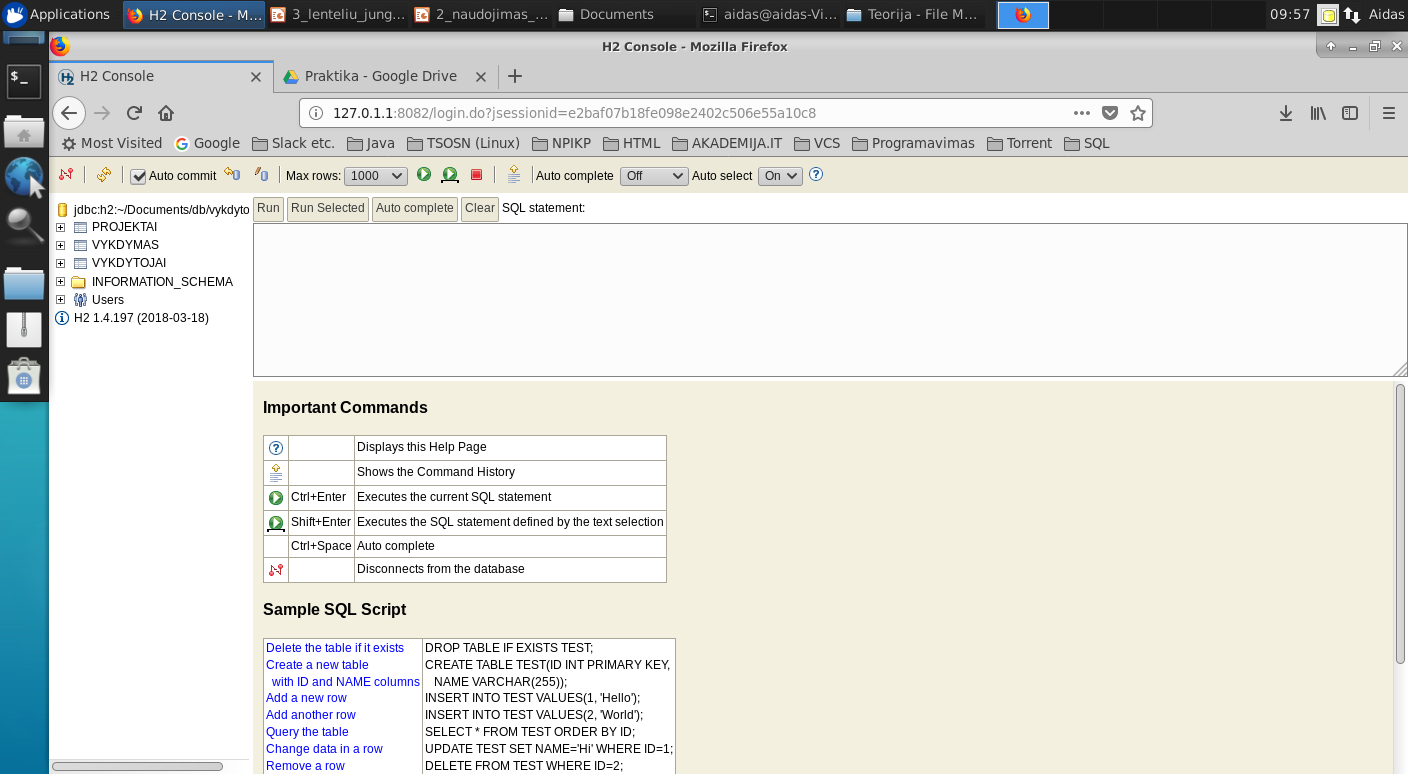 Applications H2 Console - M... 3_lenteliu_jung... 2_naudojimas_... Documents aidas@aidas-Vi... Teorija - File M... 09:57 Aidas
H2 Console - Mozilla Firefox
H2 Console Praktika - Google Drive
127.0.1.1:8082/login.do?jsessionid=e2baf07b18fe098e2402c506e55a10c8
Most Visited Google Slack etc. Java TSOSN (Linux) NPIKP HTML AKADEMIJA.IT VCS Programavimas Torrent SQL
Auto commit Max rows: 1000 Auto complete Off Auto select On
jdbc:h2:~/Documents/db/vykdyto
PROJEKTAI
VYKDYMAS
VYKDYTOJAI
INFORMATION_SCHEMA
Users
H2 1.4.197 (2018-03-18)
Run Run Selected Auto complete Clear SQL statement:
Important Commands
Displays this Help Page
Shows the Command History
Ctrl+Enter Executes the current SQL statement
Shift+Enter Executes the SQL statement defined by the text selection
Ctrl+Space Auto complete
Disconnects from the database
Sample SQL Script
Delete the table if it exists DROP TABLE IF EXISTS TEST;
Create a new table CREATE TABLE TEST(ID INT PRIMARY KEY,
with ID and NAME columns NAME VARCHAR(255));
Add a new row INSERT INTO TEST VALUES(1, 'Hello');
Add another row INSERT INTO TEST VALUES(2, 'World');
Query the table SELECT * FROM TEST ORDER BY ID;
Change data in a row UPDATE TEST SET NAME='Hi' WHERE ID=1;
Remove a row DELETE FROM TEST WHERE ID=2;